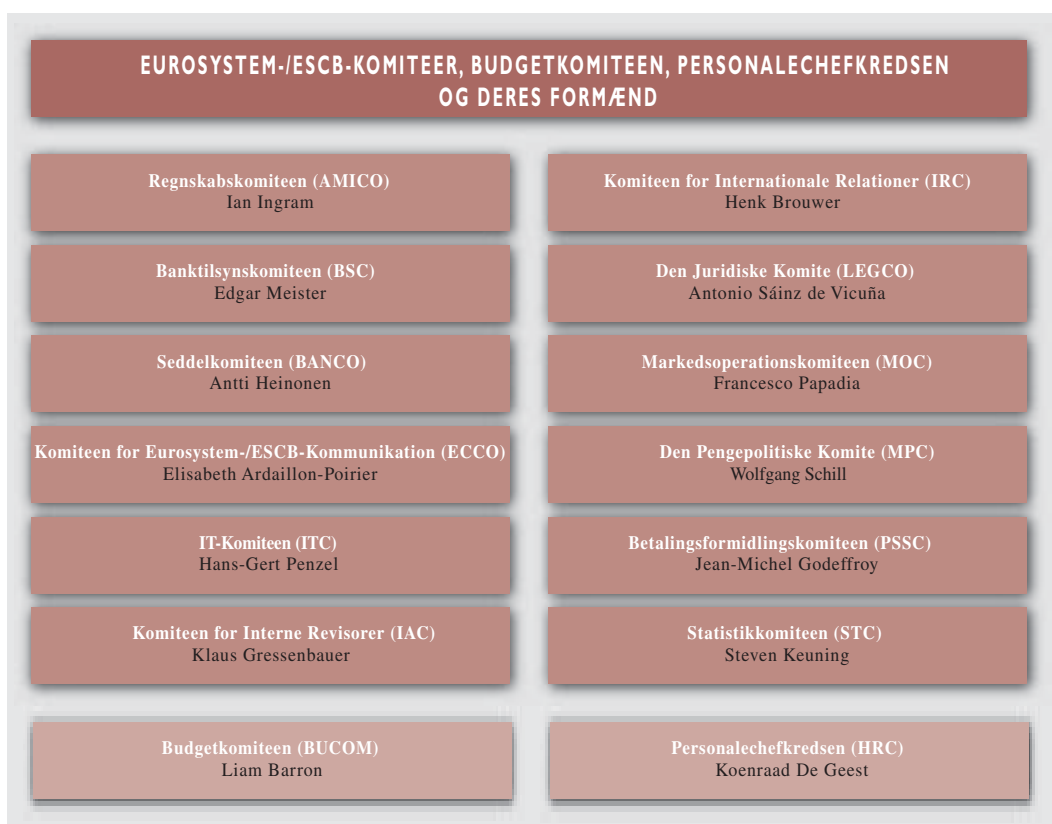 EUROSYSTEM-/ESCB-KOMITEER, BUDGETKOMITEEN, PERSONALECHEFKREDSEN
OG DERES FORMÆND
Regnskabskomiteen (AMICO)
Ian Ingram
Banktilsynskomiteen (BSC)
Edgar Meister
Seddelkomiteen (BANCO)
Antti Heinonen
Komiteen for Eurosystem-/ESCB-Kommunikation (ECCO)
Elisabeth Ardaillon-Poirier
IT-Komiteen (ITC)
Hans-Gert Penzel
Komiteen for Interne Revisorer (IAC)
Klaus Gressenbauer
Komiteen for Internationale Relationer (IRC)
Henk Brouwer
Den Juridiske Komite (LEGCO)
Antonio Sáinz de Vicuña
Markedsoperationskomiteen (MOC)
Francesco Papadia
Den Pengepolitiske Komite (MPC)
Wolfgang Schill
Betalingsformidlingskomiteen (PSSC)
Jean-Michel Godeffroy
Statistikkomiteen (STC)
Steven Keuning
Budgetkomiteen (BUCOM)
Liam Barron
Personalechefkredsen (HRC)
Koenraad De Geest